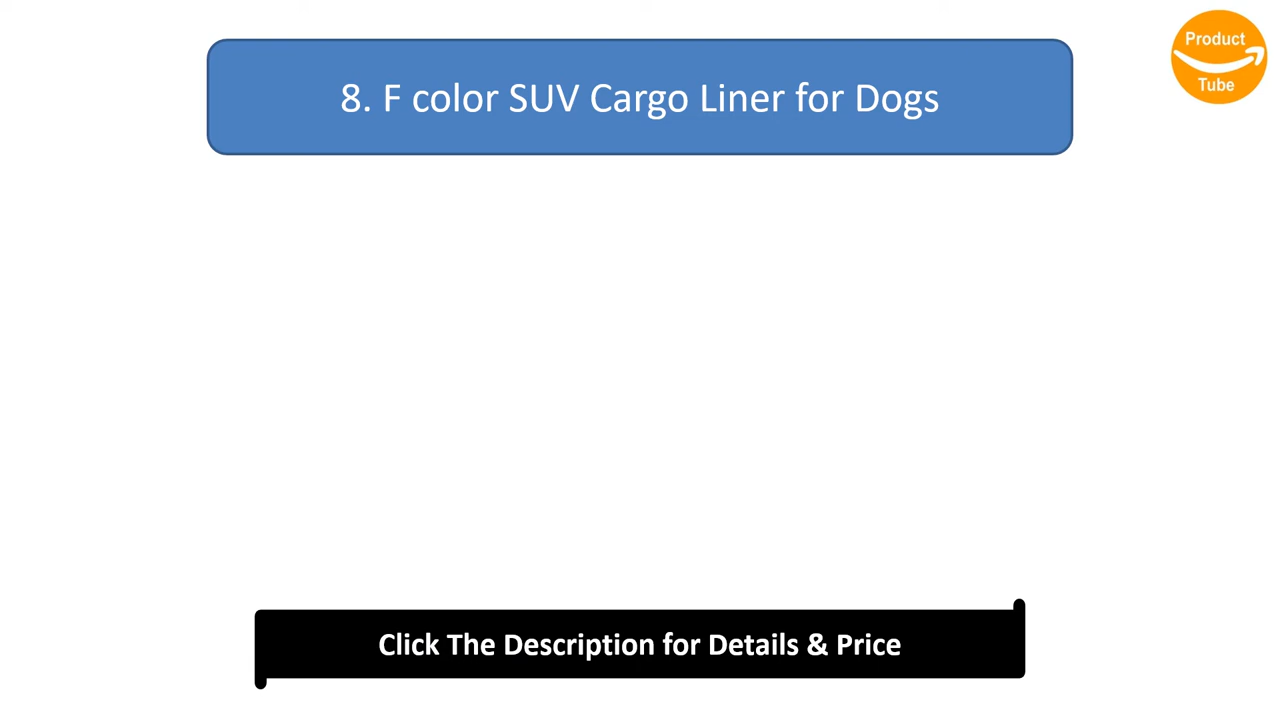 Product
Tube
8. F color SUV Cargo Liner for Dogs
Click The Description for Details & Price